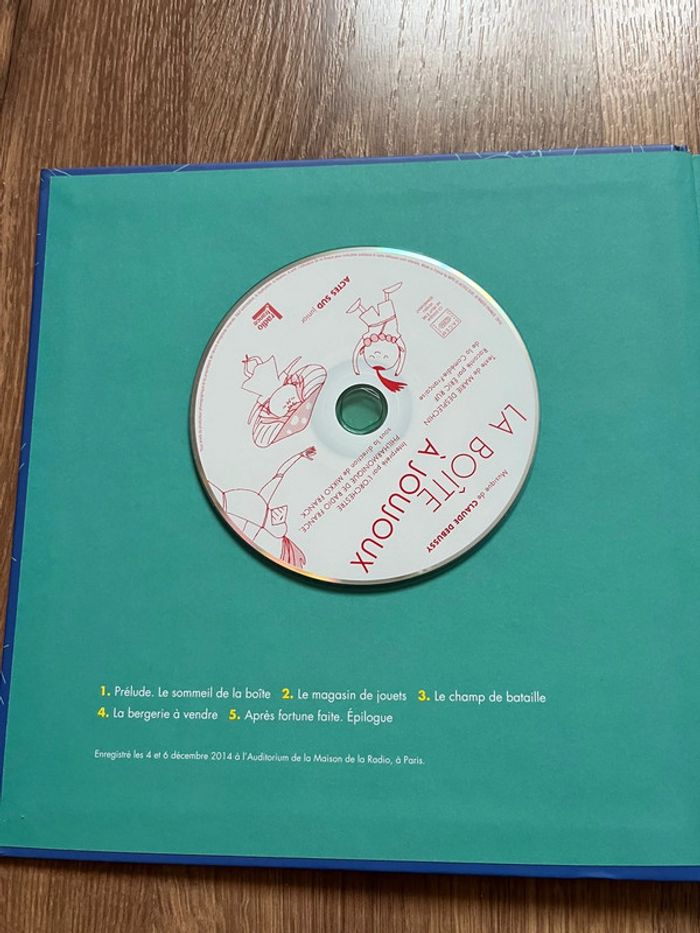 Musique de CLAUDE DEBUSSY
LA BOÎTE
À JOUJOUX
Texte de MARIE DESPLECHIN
Raconté par ÉRIC RUF
de la Comédie-Française
Interprété par L'ORCHESTRE
PHILHARMONIQUE DE RADIO FRANCE
sous la direction de MIKKO FRANCK
ACTES SUD junior
radio
france
1. Prélude. Le sommeil de la boîte 2. Le magasin de jouets 3. Le champ de bataille
4. La bergerie à vendre 5. Après fortune faite. Épilogue
Enregistré les 4 et 6 décembre 2014 à l'Auditorium de la Maison de la Radio, à Paris.